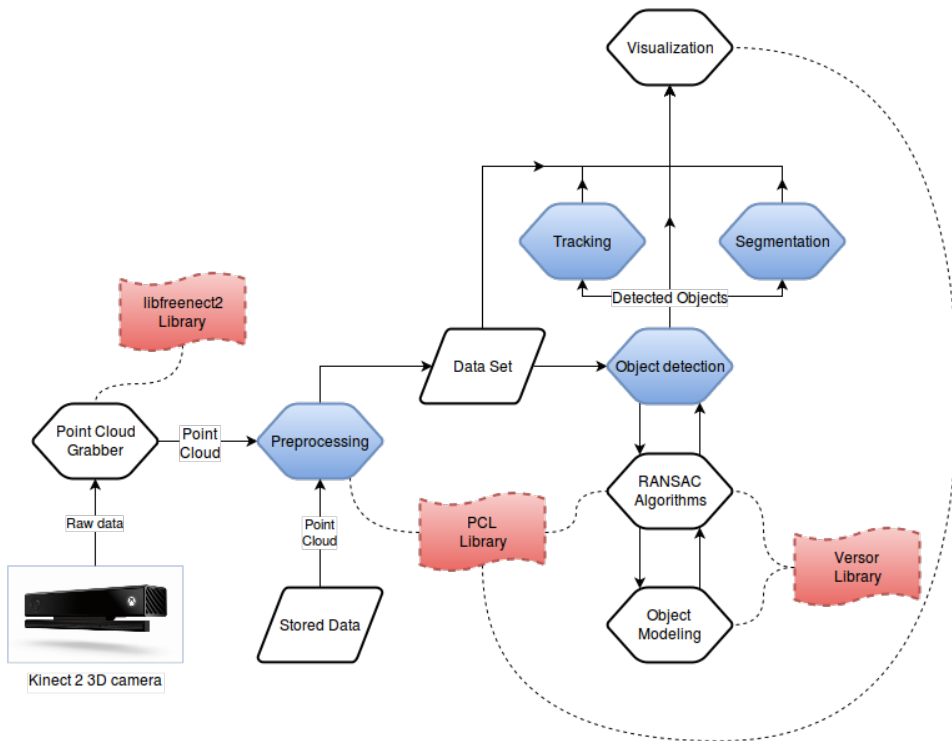 Visualization
Tracking
Segmentation
Detected Objects
libfreenect2
Library
Data Set
Object detection
Point Cloud
Grabber
Point
Cloud
Preprocessing
RANSAC
Algorithms
Raw data
Point
Cloud
PCL
Library
Versor
Library
Stored Data
Object
Modeling
Kinect 2 3D camera